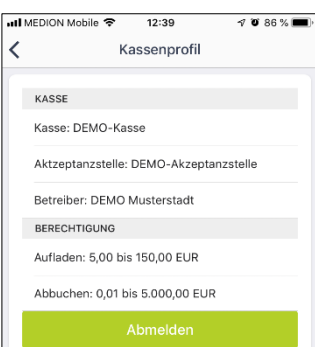 MEDION Mobile 12:39 86 %
Kassenprofil
KASSE
Kasse: DEMO-Kasse
Aktzeptanzstelle: DEMO-Akzeptanzstelle
Betreiber: DEMO Musterstadt
BERECHTIGUNG
Aufladen: 5,00 bis 150,00 EUR
Abbuchen: 0,01 bis 5.000,00 EUR
Abmelden